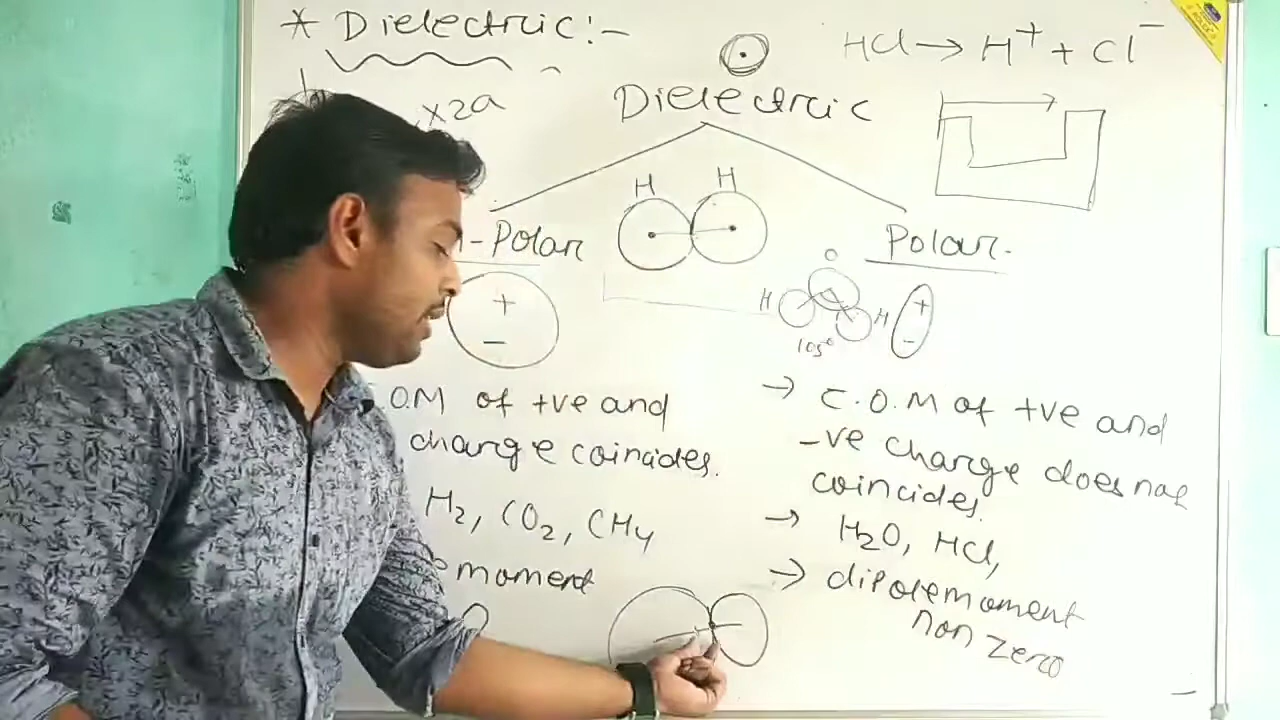 * Dielectric :-
HCl → H⁺ + Cl⁻
x2a
Dielectric
H H
-Polar
Polar.
O
H H
105°
+
-
+
-
O.M of +ve and
charge coincides.
H₂, CO₂, CH₄
moment
→ C.O.M of +ve and
-ve charge does not
coincides.
→ H₂O, HCl,
→ dipolemoment
non zero